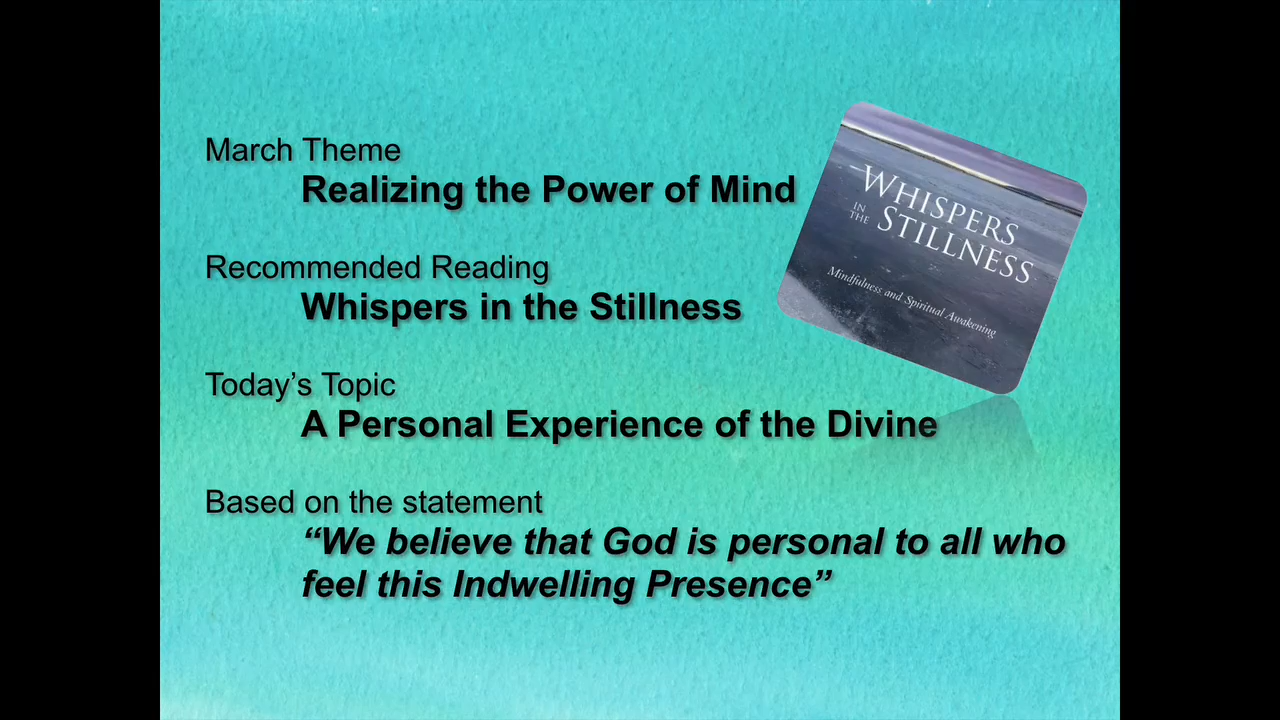 March Theme
Realizing the Power of Mind
Recommended Reading
Whispers in the Stillness
Today’s Topic
A Personal Experience of the Divine
Based on the statement
“We believe that God is personal to all who
feel this Indwelling Presence”
WHISPERS
IN
THE
STILLNESS
Mindfulness and Spiritual Awakening